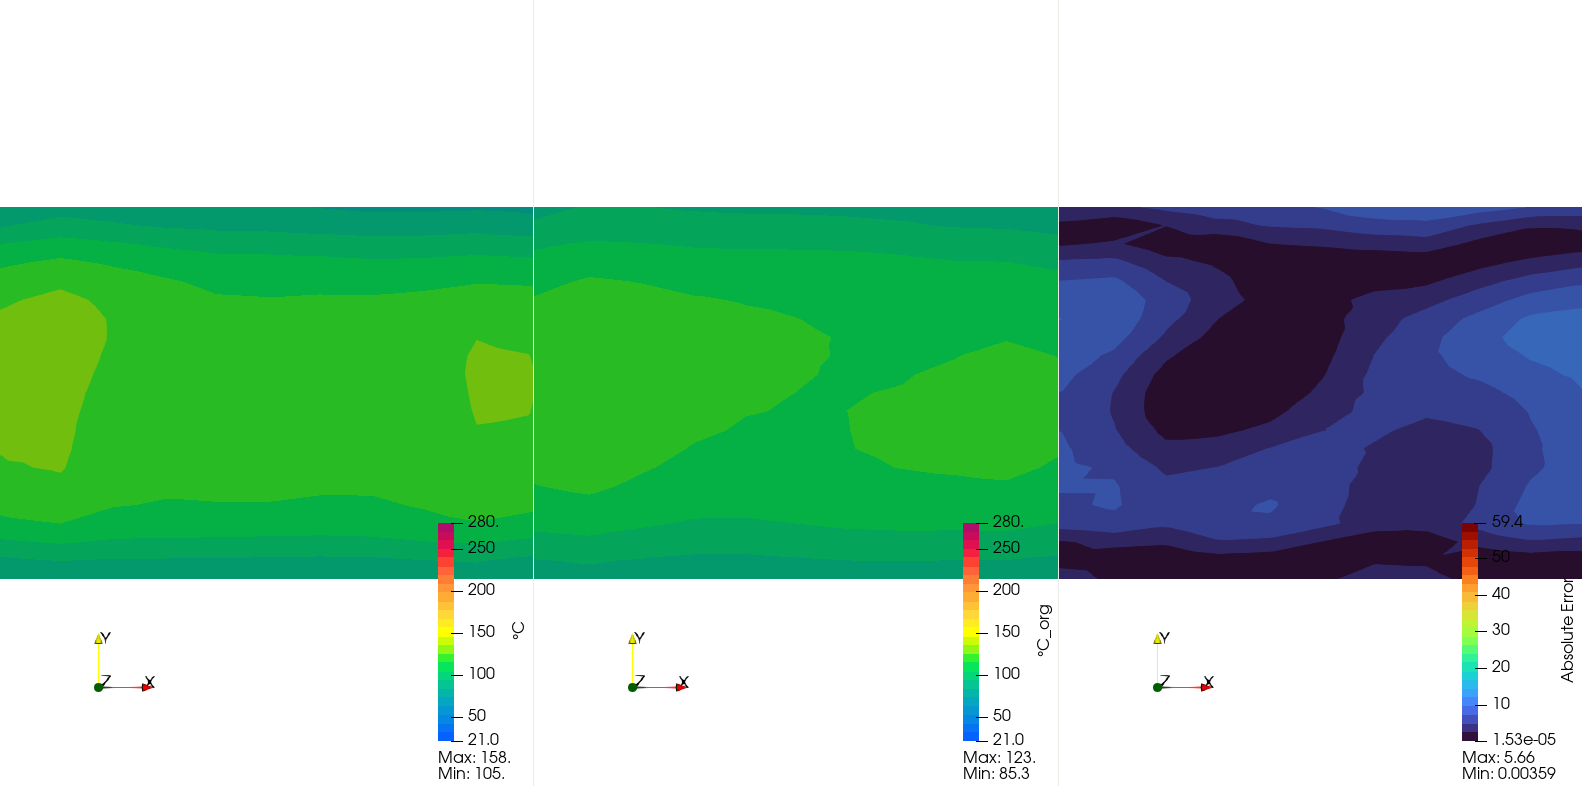 280.
250
200
150
100
50
21.0
°C
Max: 158.
Min: 105.
Y
Z
X
280.
250
200
150
100
50
21.0
°C_org
Max: 123.
Min: 85.3
Y
Z
X
59.4
50
40
30
20
10
1.53e-05
Absolute Error
Max: 5.66
Min: 0.00359
Y
Z
X